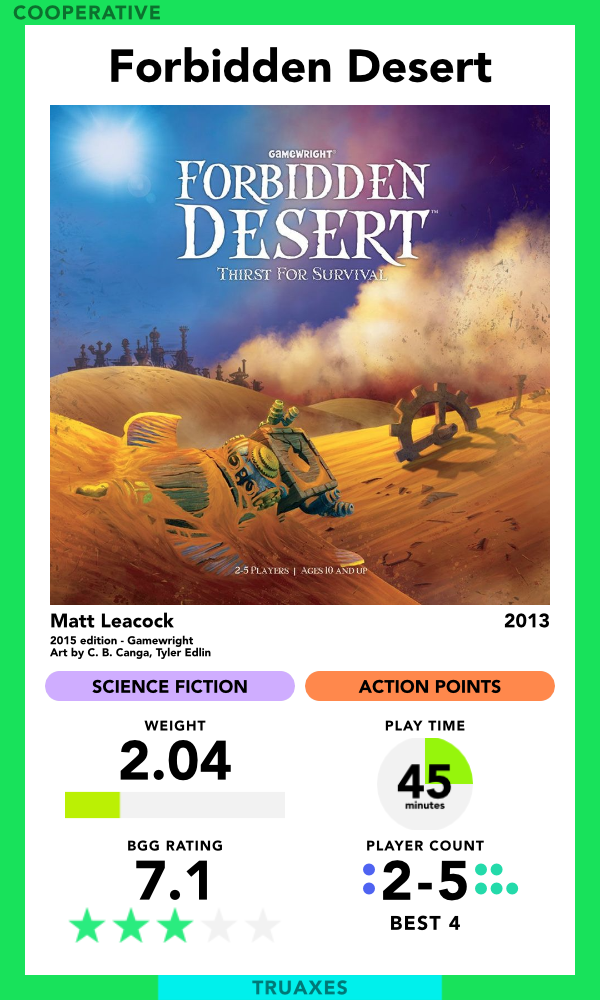 COOPERATIVE
Forbidden Desert
GAMEWRIGHT®
FORBIDDEN
DESERT™
THIRST FOR SURVIVAL
2-5 PLAYERS | AGES 10 AND UP
Matt Leacock
2013
2015 edition - Gamewright
Art by C. B. Canga, Tyler Edlin
SCIENCE FICTION
ACTION POINTS
WEIGHT
2.04
PLAY TIME
45
minutes
BGG RATING
7.1
PLAYER COUNT
2-5
BEST 4
TRUAXES